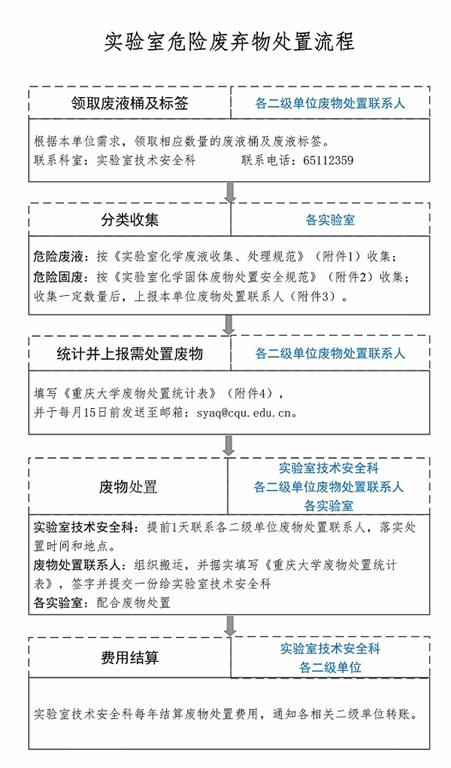 实验室危险废弃物处置流程
领取废液桶及标签
各二级单位废物处置联系人
根据本单位需求，领取相应数量的废液桶及废液标签。
联系科室：实验室技术安全科 联系电话：65112359
分类收集
各实验室
危险废液：按《实验室化学废液收集、处理规范》（附件1）收集；
危险固废：按《实验室化学固体废物处置安全规范》（附件2）收集；
收集一定数量后，上报本单位废物处置联系人（附件3）。
统计并上报需处置废物
各二级单位废物处置联系人
填写《重庆大学废物处置统计表》（附件4），
并于每月15日前发送至邮箱：syaq@cqu.edu.cn。
废物处置
实验室技术安全科
各二级单位废物处置联系人
各实验室
实验室技术安全科：提前1天联系各二级单位废物处置联系人，落实处
置时间和地点。
废物处置联系人：组织搬运，并据实填写《重庆大学废物处置统计
表》，签字并提交一份给实验室技术安全科
各实验室：配合废物处置
费用结算
实验室技术安全科
各二级单位
实验室技术安全科每年结算废物处置费用，通知各相关二级单位转账。